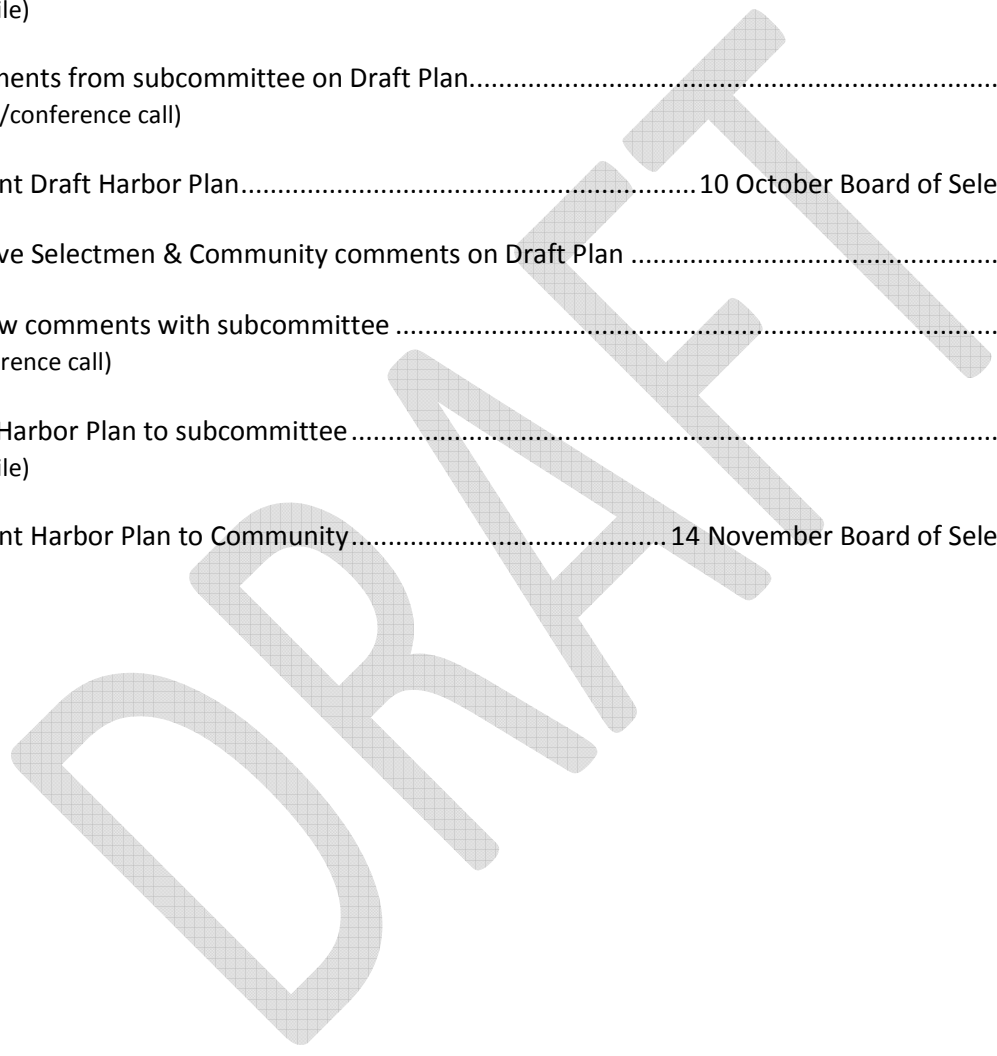 ile)
ments from subcommittee on Draft Plan................................................................................
/conference call)
nt Draft Harbor Plan.....................................................................10 October Board of Sele
ve Selectmen & Community comments on Draft Plan ........................................................
w comments with subcommittee ...........................................................................................
rence call)
Harbor Plan to subcommittee..................................................................................................
ile)
nt Harbor Plan to Community................................................14 November Board of Sele
DRAFT